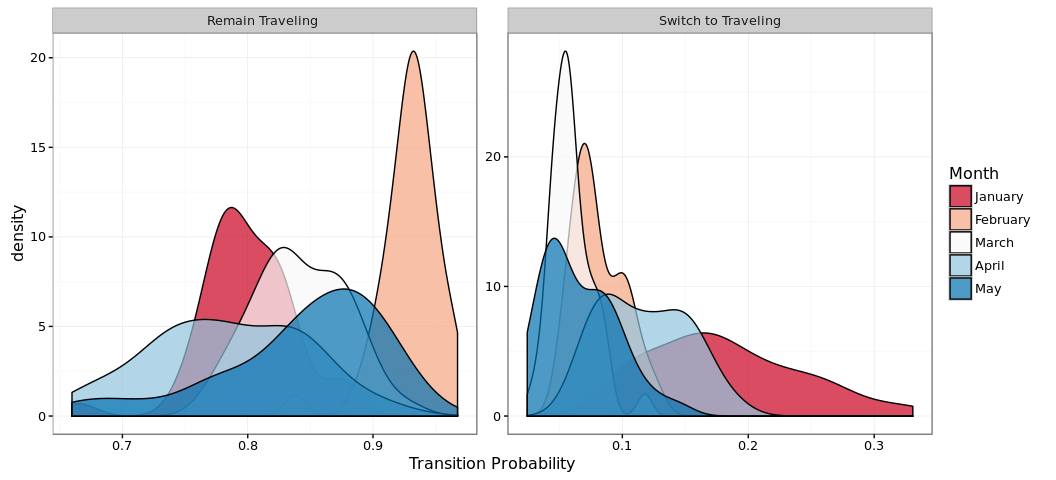 Remain Traveling
Switch to Traveling
density
20
15
10
5
0
0.7
0.8
0.9
20
10
0
0.1
0.2
0.3
Transition Probability
Month
January
February
March
April
May